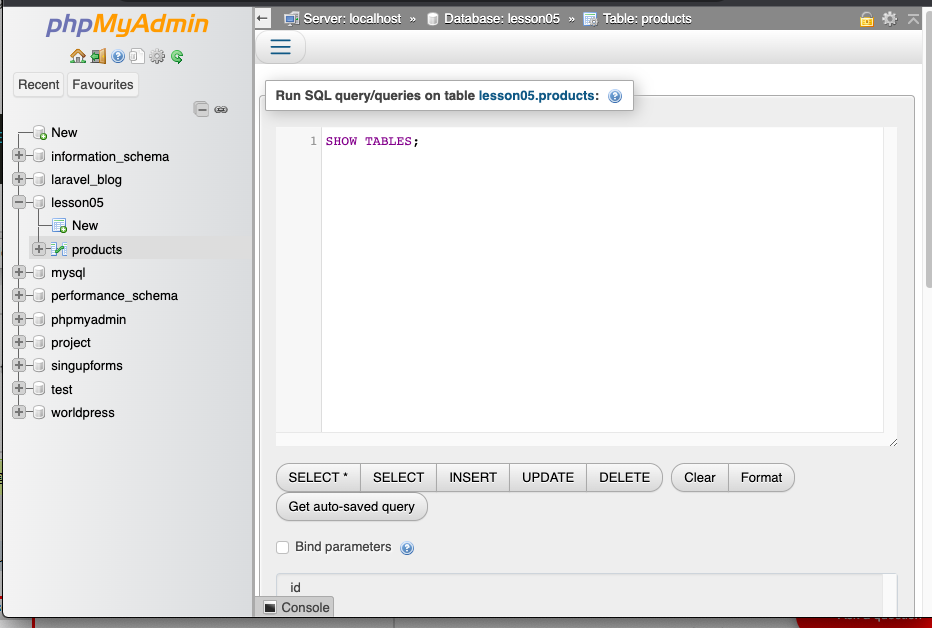 phpMyAdmin
Recent Favourites
New
information_schema
laravel_blog
lesson05
New
products
mysql
performance_schema
phpmyadmin
project
singupforms
test
worldpress
Server: localhost » Database: lesson05 » Table: products
Run SQL query/queries on table lesson05.products:
1 SHOW TABLES;
SELECT * SELECT INSERT UPDATE DELETE Clear Format
Get auto-saved query
Bind parameters
id
Console